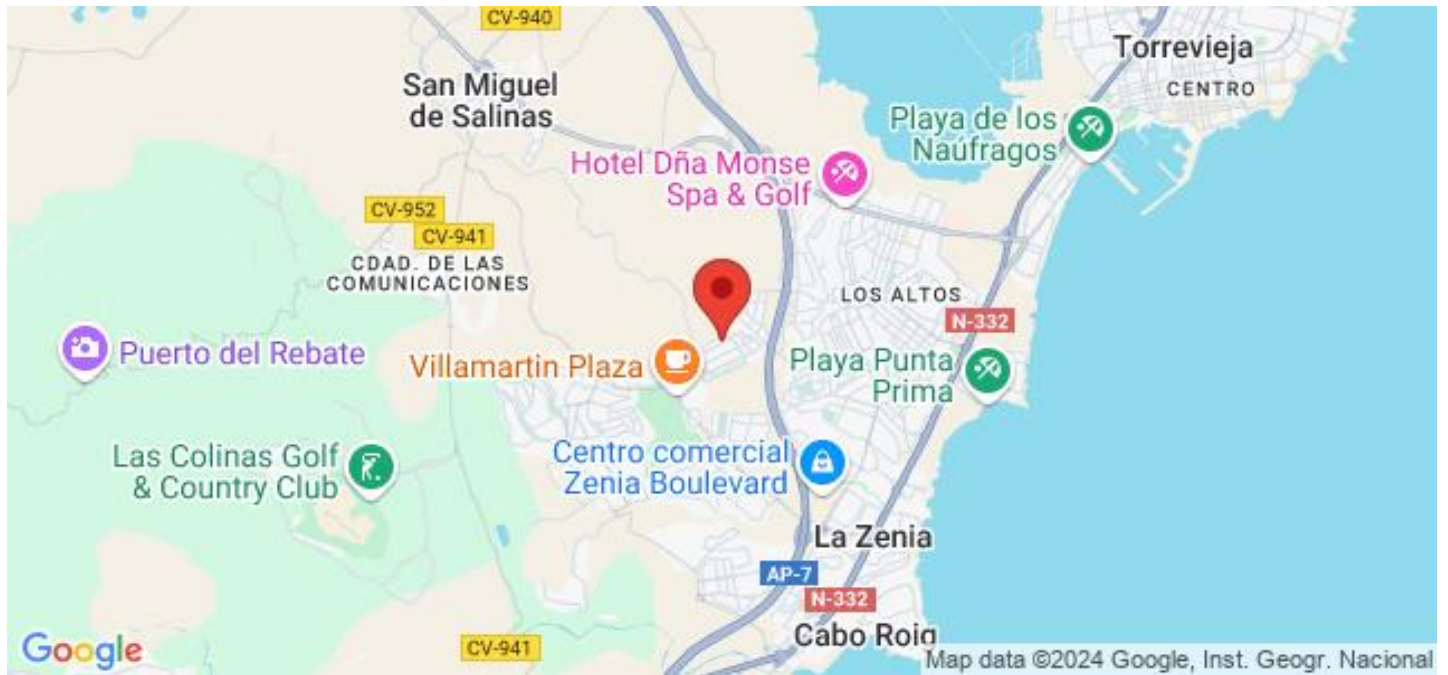 CV-940
Torrevieja
CENTRO
San Miguel
de Salinas
Playa de los
Naúfragos
Hotel Dña Monse
Spa & Golf
CV-952
CV-941
CDAD. DE LAS
COMUNICACIONES
LOS ALTOS
N-332
Puerto del Rebate
Villamartin Plaza
Playa Punta
Prima
Las Colinas Golf
& Country Club
Centro comercial
Zenia Boulevard
La Zenia
AP-7
N-332
Cabo Roig
CV-941
Google
Map data ©2024 Google, Inst. Geogr. Nacional